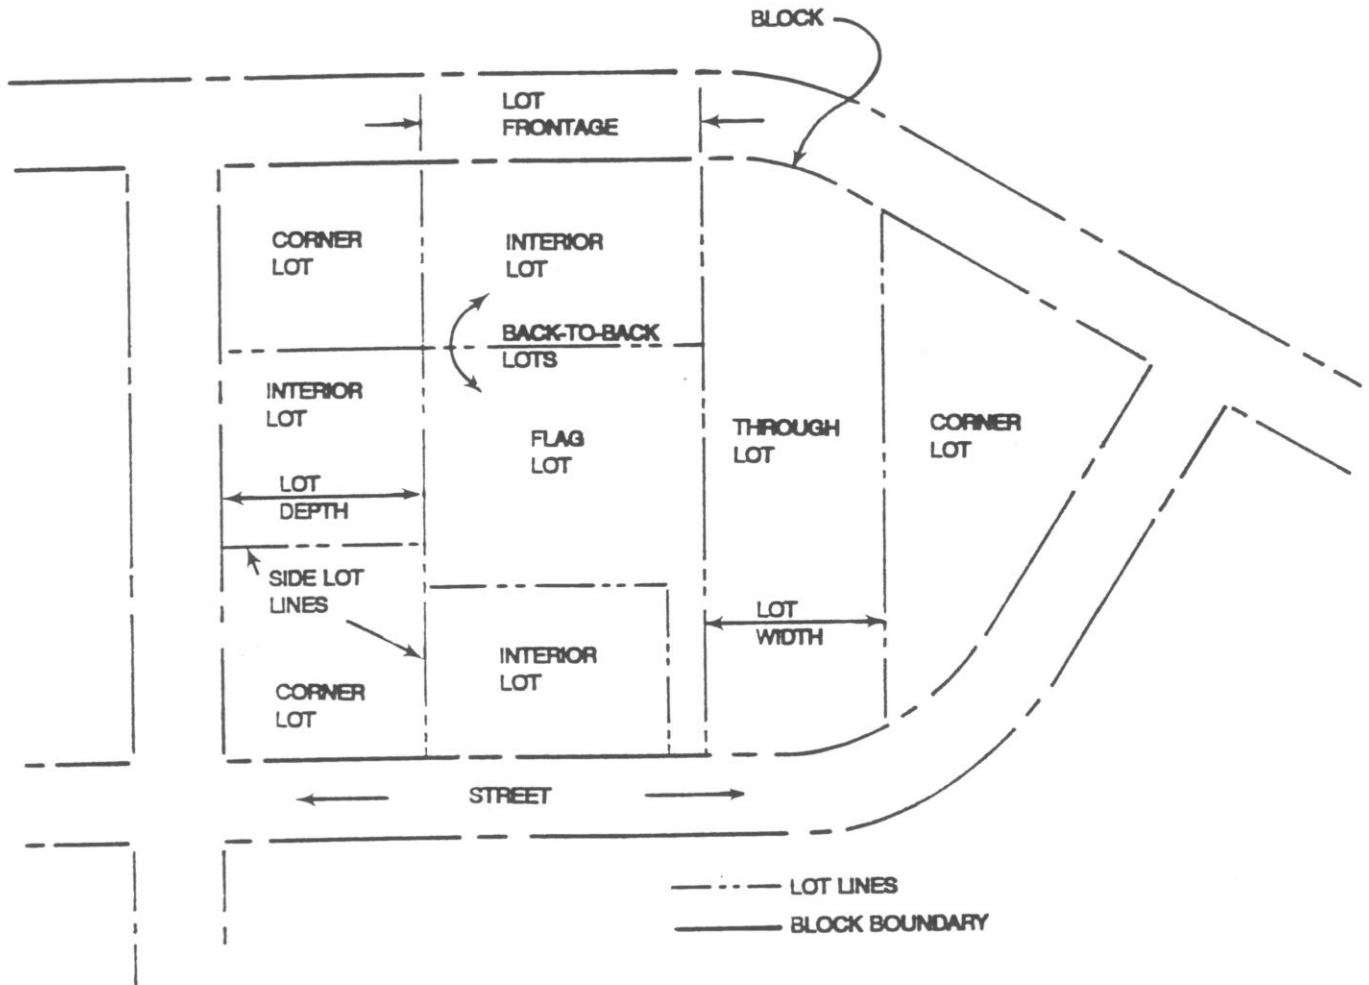 BLOCK
LOT
FRONTAGE
CORNER
LOT
INTERIOR
LOT
BACK-TO-BACK
LOTS
INTERIOR
LOT
FLAG
LOT
THROUGH
LOT
CORNER
LOT
LOT
DEPTH
SIDE LOT
LINES
LOT
WIDTH
INTERIOR
LOT
CORNER
LOT
STREET
LOT LINES
BLOCK BOUNDARY